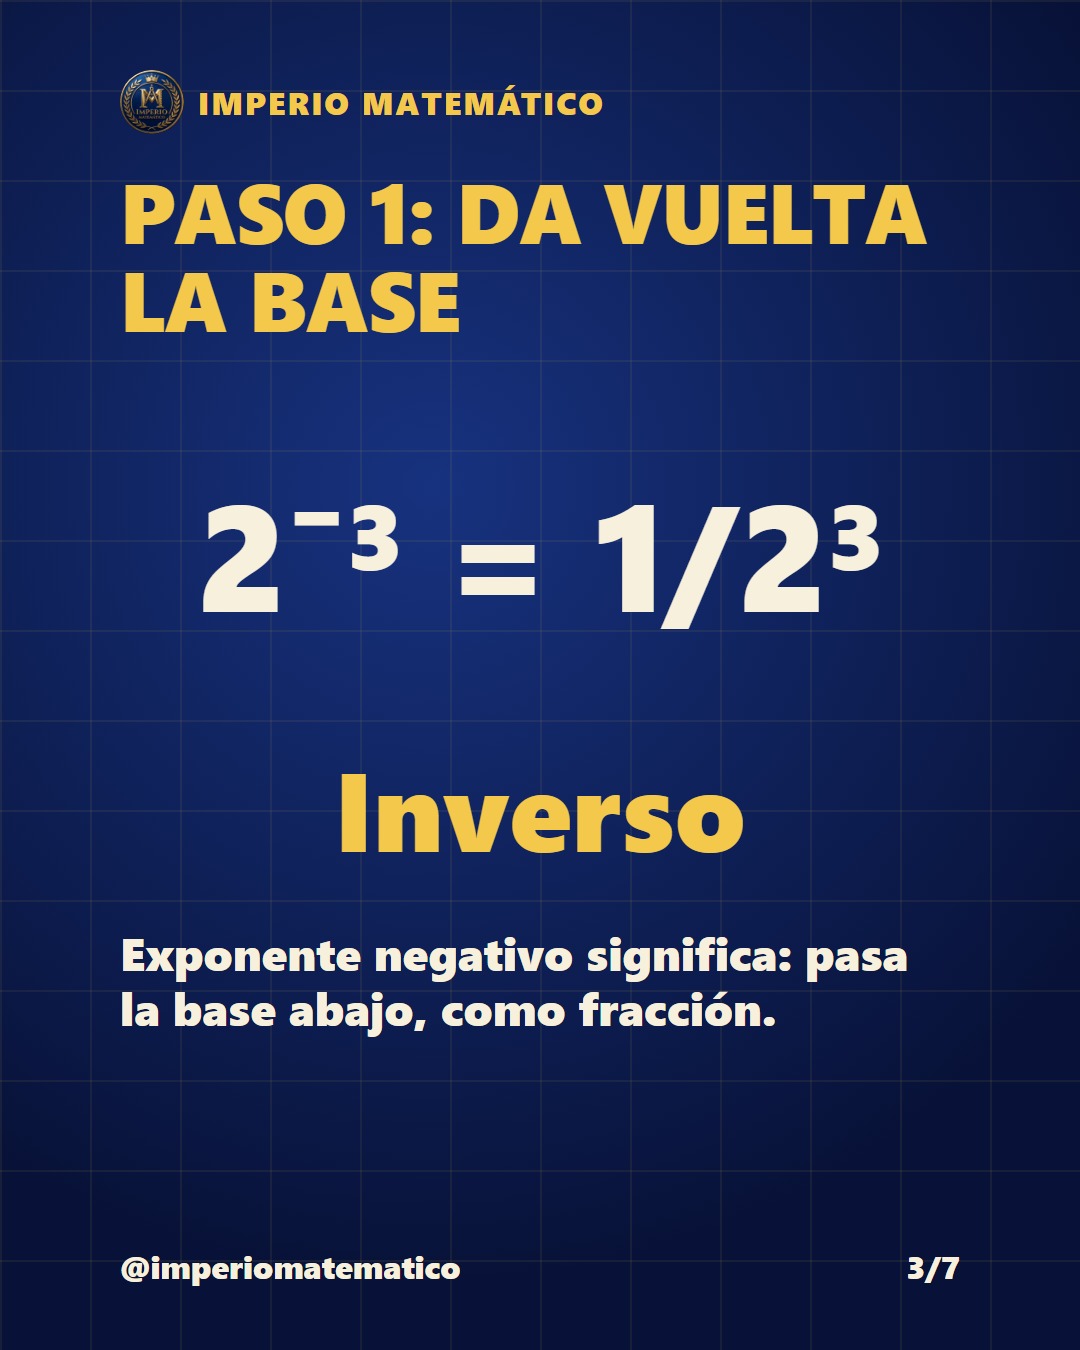 IMPERIO MATEMÁTICO
PASO 1: DA VUELTA
LA BASE
2⁻³ = 1/2³
Inverso
Exponente negativo significa: pasa
la base abajo, como fracción.
@imperiomatematico
3/7